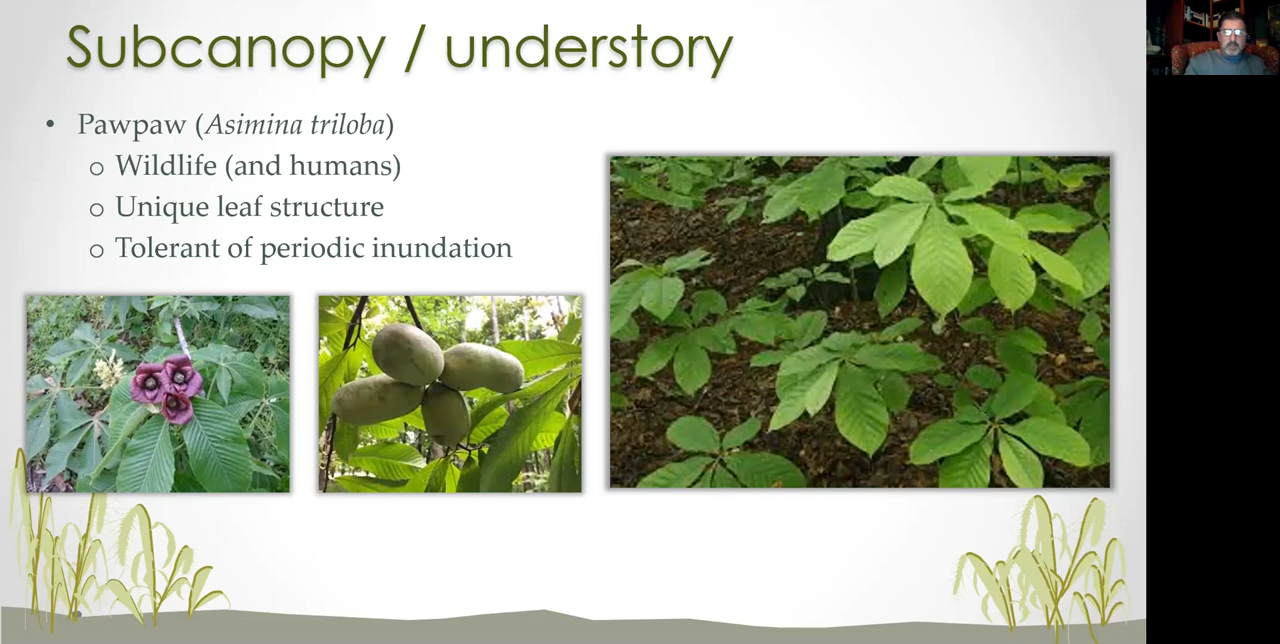 Subcanopy / understory
• Pawpaw (Asimina triloba)
o Wildlife (and humans)
o Unique leaf structure
o Tolerant of periodic inundation